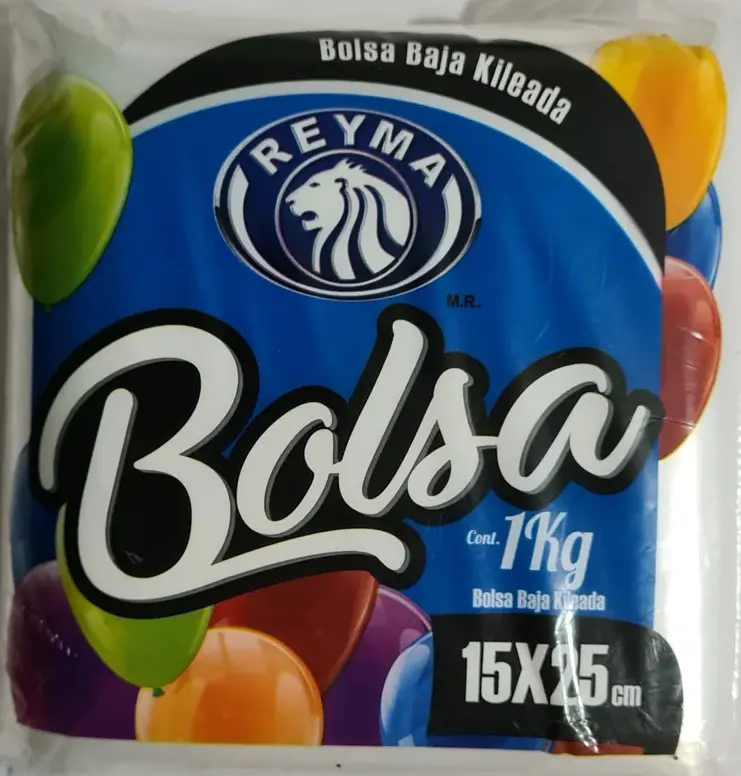 Bolsa Baja Kileada
REYMA
M.R.
Bolsa
Cont. 1Kg
Bolsa Baja Kileada
15X25 cm